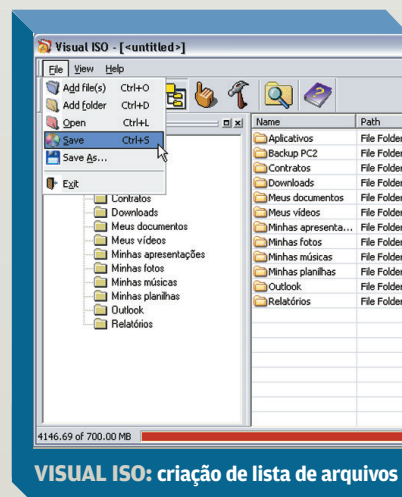 Visual ISO - [<untitled>]
File View Help
Add file(s) Ctrl+O
Add folder Ctrl+D
Open Ctrl+L
Save Ctrl+S
Save As...
Exit
Contratos
Downloads
Meus documentos
Meus vídeos
Minhas apresentações
Minhas fotos
Minhas músicas
Minhas planilhas
Outlook
Relatórios
Name Path
Aplicativos File Folder
Backup PC2 File Folder
Contratos File Folder
Downloads File Folder
Meus documentos File Folder
Meus vídeos File Folder
Minhas apresenta... File Folder
Minhas fotos File Folder
Minhas músicas File Folder
Minhas planilhas File Folder
Outlook File Folder
Relatórios File Folder
4146.69 of 700.00 MB
VISUAL ISO: criação de lista de arquivos